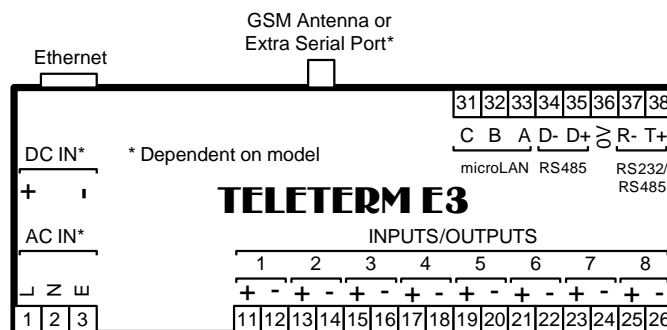 GSM Antenna or
Extra Serial Port*
Ethernet
31 32 33 34 35 36 37 38
C B A D- D+ 0V R- T+
microLAN RS485 RS232/
RS485
DC IN* * Dependent on model
+ -
TELETERM E3
AC IN* INPUTS/OUTPUTS
1 2 3 4 5 6 7 8
L N E + - + - + - + - + - + - + - + -
1 2 3 11 12 13 14 15 16 17 18 19 20 21 22 23 24 25 26